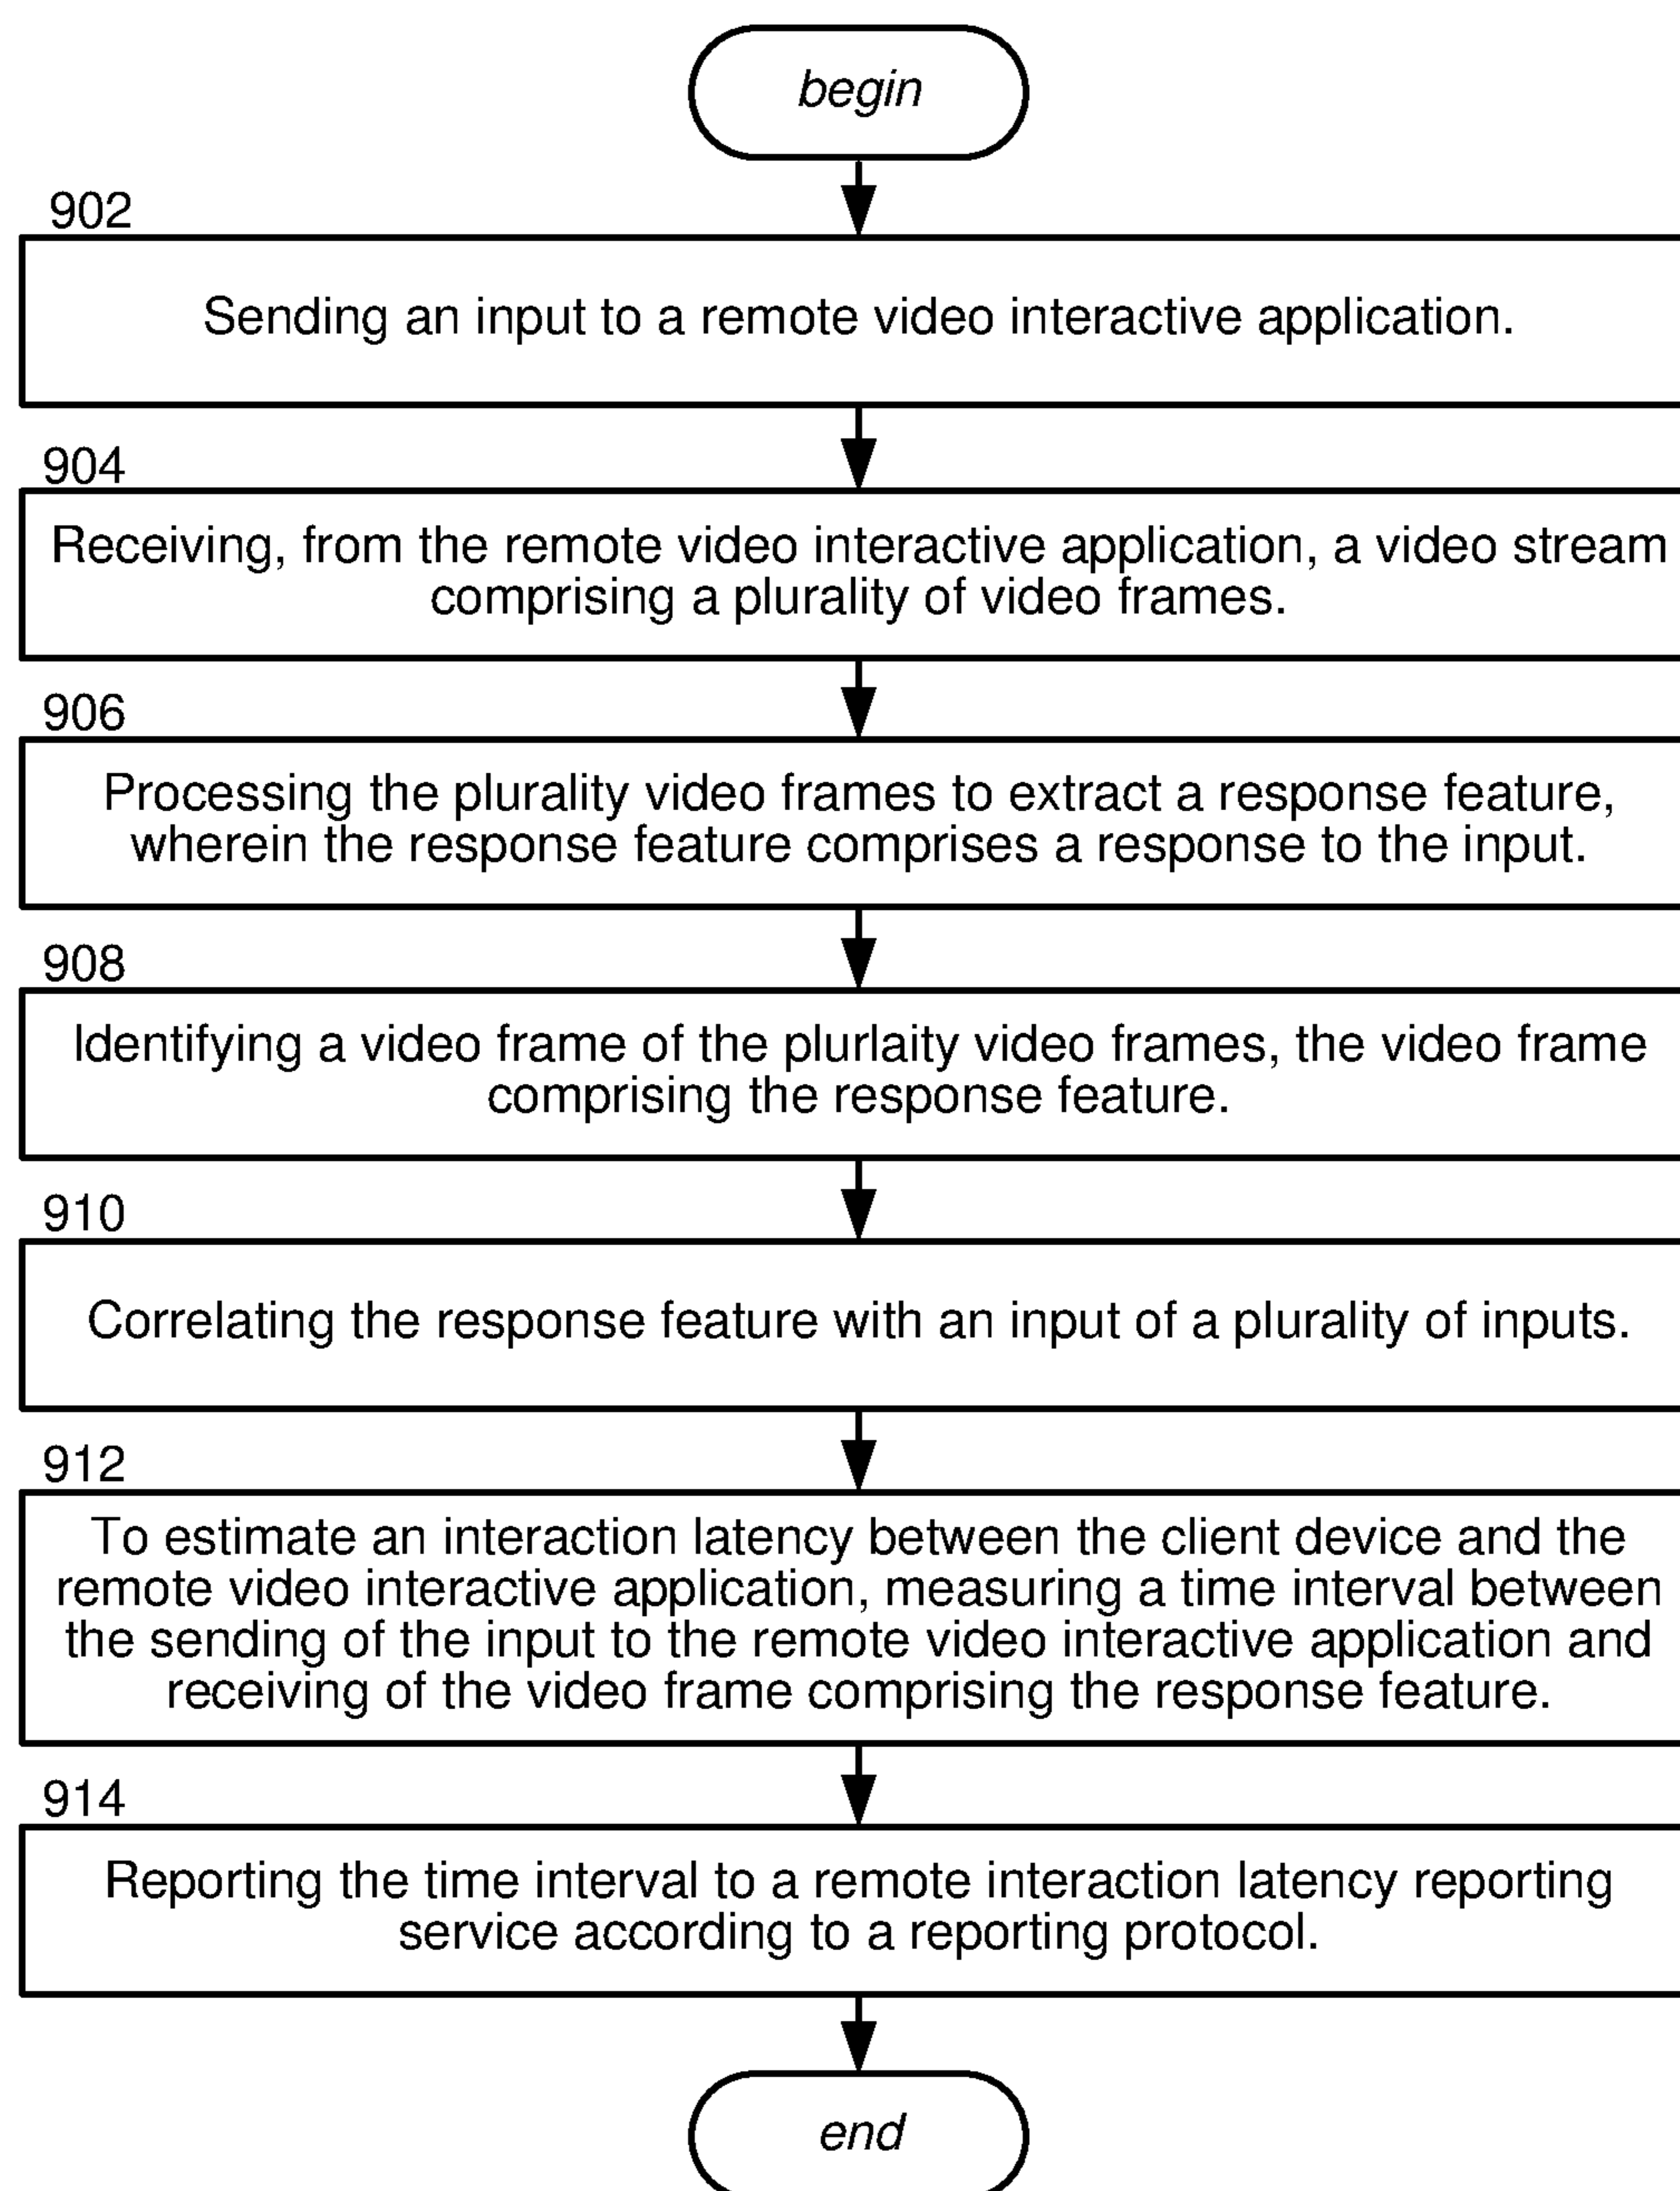 begin
902
Sending an input to a remote video interactive application.
904
Receiving, from the remote video interactive application, a video stream
comprising a plurality of video frames.
906
Processing the plurality video frames to extract a response feature,
wherein the response feature comprises a response to the input.
908
Identifying a video frame of the plurlaity video frames, the video frame
comprising the response feature.
910
Correlating the response feature with an input of a plurality of inputs.
912
To estimate an interaction latency between the client device and the
remote video interactive application, measuring a time interval between
the sending of the input to the remote video interactive application and
receiving of the video frame comprising the response feature.
914
Reporting the time interval to a remote interaction latency reporting
service according to a reporting protocol.
end